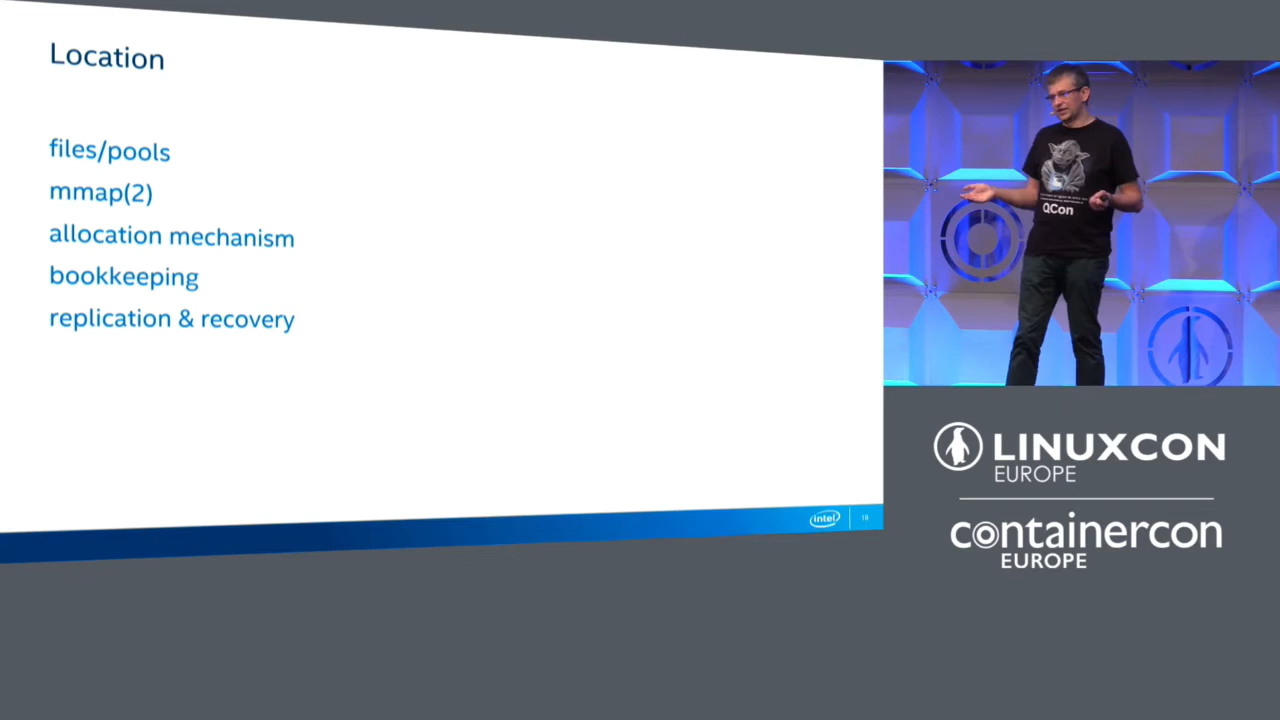 Location
files/pools
mmap(2)
allocation mechanism
bookkeeping
replication & recovery
intel
QCon
LINUXCON
EUROPE
containercon
EUROPE